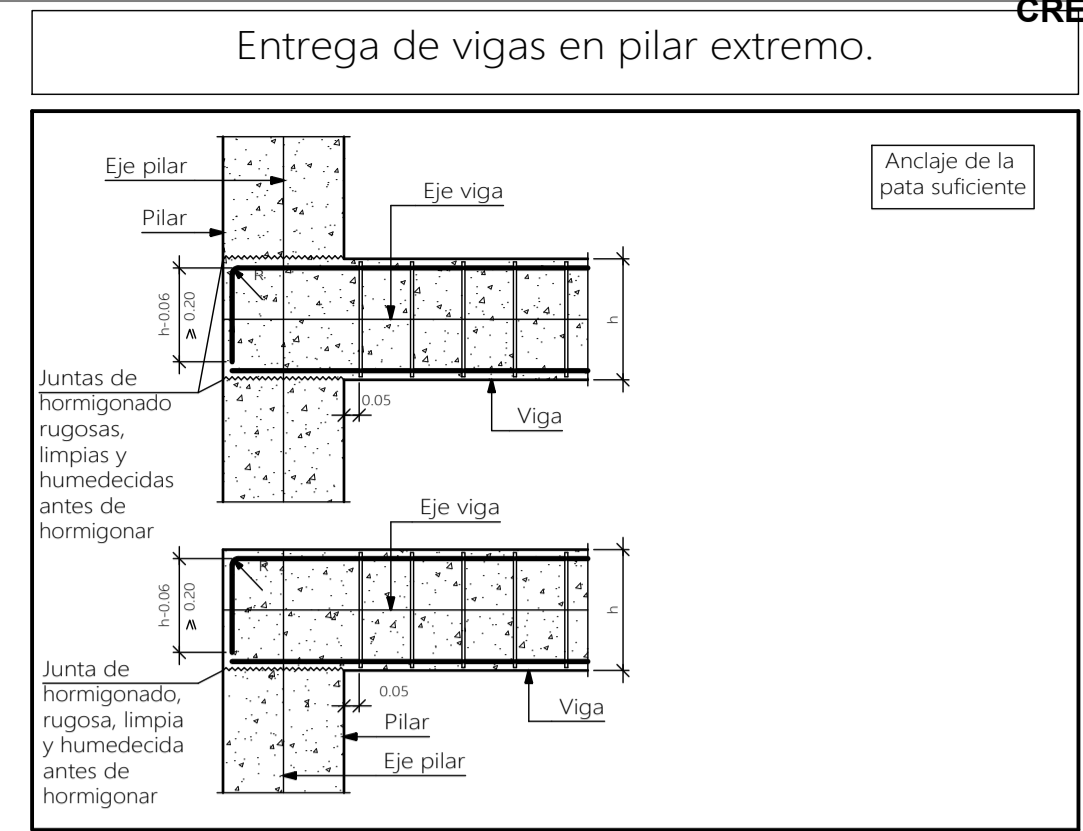 CRE
Entrega de vigas en pilar extremo.
Anclaje de la
pata suficiente
Eje pilar
Eje viga
Pilar
R
h-0.06
≥ 0.20
h
Juntas de
hormigonado
rugosas,
limpias y
humedecidas
antes de
hormigonar
0.05
Viga
Eje viga
R
h-0.06
≥ 0.20
h
Junta de
hormigonado,
rugosa, limpia
y humedecida
antes de
hormigonar
0.05
Viga
Pilar
Eje pilar